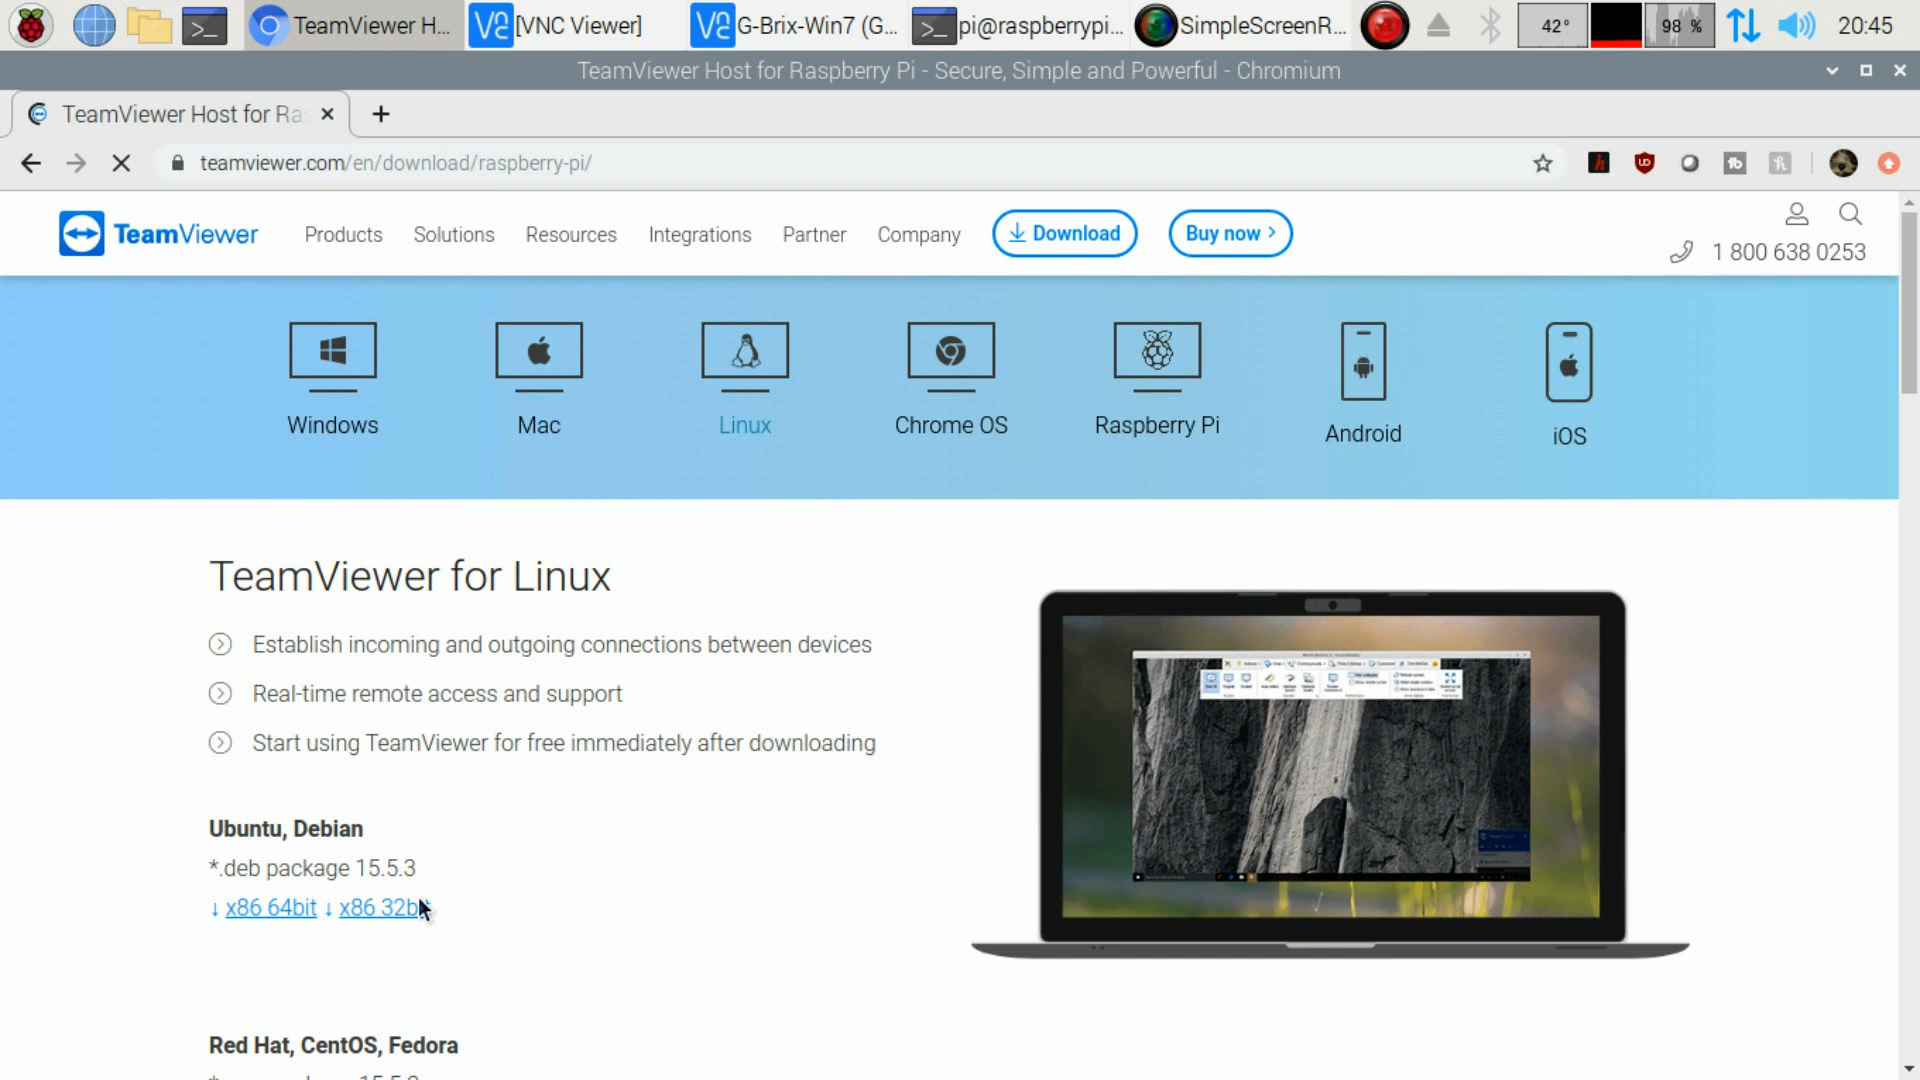 TeamViewer H...
[VNC Viewer]
G-Brix-Win7 (G...
pi@raspberrypi...
SimpleScreenR...
42°
98 %
20:45
TeamViewer Host for Raspberry Pi - Secure, Simple and Powerful - Chromium
TeamViewer Host for Ra
teamviewer.com/en/download/raspberry-pi/
TeamViewer
Products
Solutions
Resources
Integrations
Partner
Company
Download
Buy now
1 800 638 0253
Windows
Mac
Linux
Chrome OS
Raspberry Pi
Android
iOS
TeamViewer for Linux
Establish incoming and outgoing connections between devices
Real-time remote access and support
Start using TeamViewer for free immediately after downloading
Ubuntu, Debian
*.deb package 15.5.3
↓ x86 64bit ↓ x86 32bit
Red Hat, CentOS, Fedora